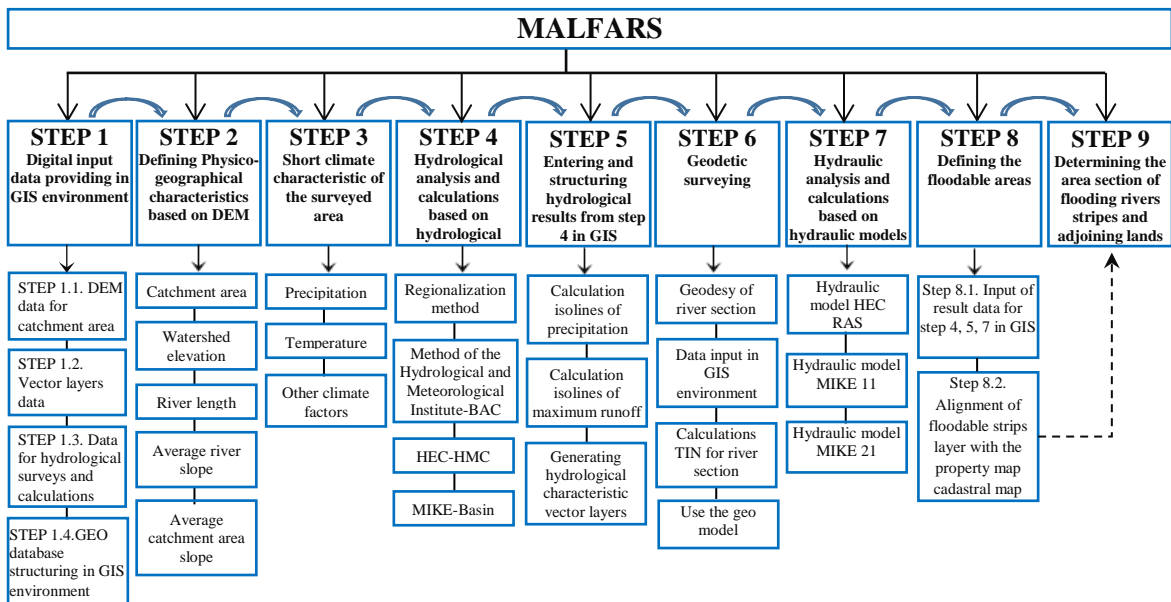 MALFARS
STEP 1
Digital input
data providing in
GIS environment
STEP 1.1. DEM
data for
catchment area
STEP 1.2.
Vector layers
data
STEP 1.3. Data
for hydrological
surveys and
calculations
STEP 1.4.GEO
database
structuring in GIS
environment
STEP 2
Defining Physico-
geographical
characteristics
based on DEM
Catchment area
Watershed
elevation
River length
Average river
slope
Average
catchment area
slope
STEP 3
Short climate
characteristic of
the surveyed
area
Precipitation
Temperature
Other climate
factors
STEP 4
Hydrological
analysis and
calculations
based on
hydrological
Regionalization
method
Method of the
Hydrological and
Meteorological
Institute-BAC
HEC-HMC
MIKE-Basin
STEP 5
Entering and
structuring
hydrological
results from step
4 in GIS
Calculation
isolines of
precipitation
Calculation
isolines of
maximum runoff
Generating
hydrological
characteristic
vector layers
STEP 6
Geodetic
surveying
Geodesy of
river section
Data input in
GIS
environment
Calculations
TIN for river
section
Use the geo
model
STEP 7
Hydraulic
analysis and
calculations
based on
hydraulic models
Hydraulic
model HEC
RAS
Hydraulic model
MIKE 11
Hydraulic model
MIKE 21
STEP 8
Defining the
floodable areas
Step 8.1. Input of
result data for
step 4, 5, 7 in GIS
Step 8.2.
Alignment of
floodable strips
layer with the
property map
cadastral map
STEP 9
Determining the
area section of
flooding rivers
stripes and
adjoining lands